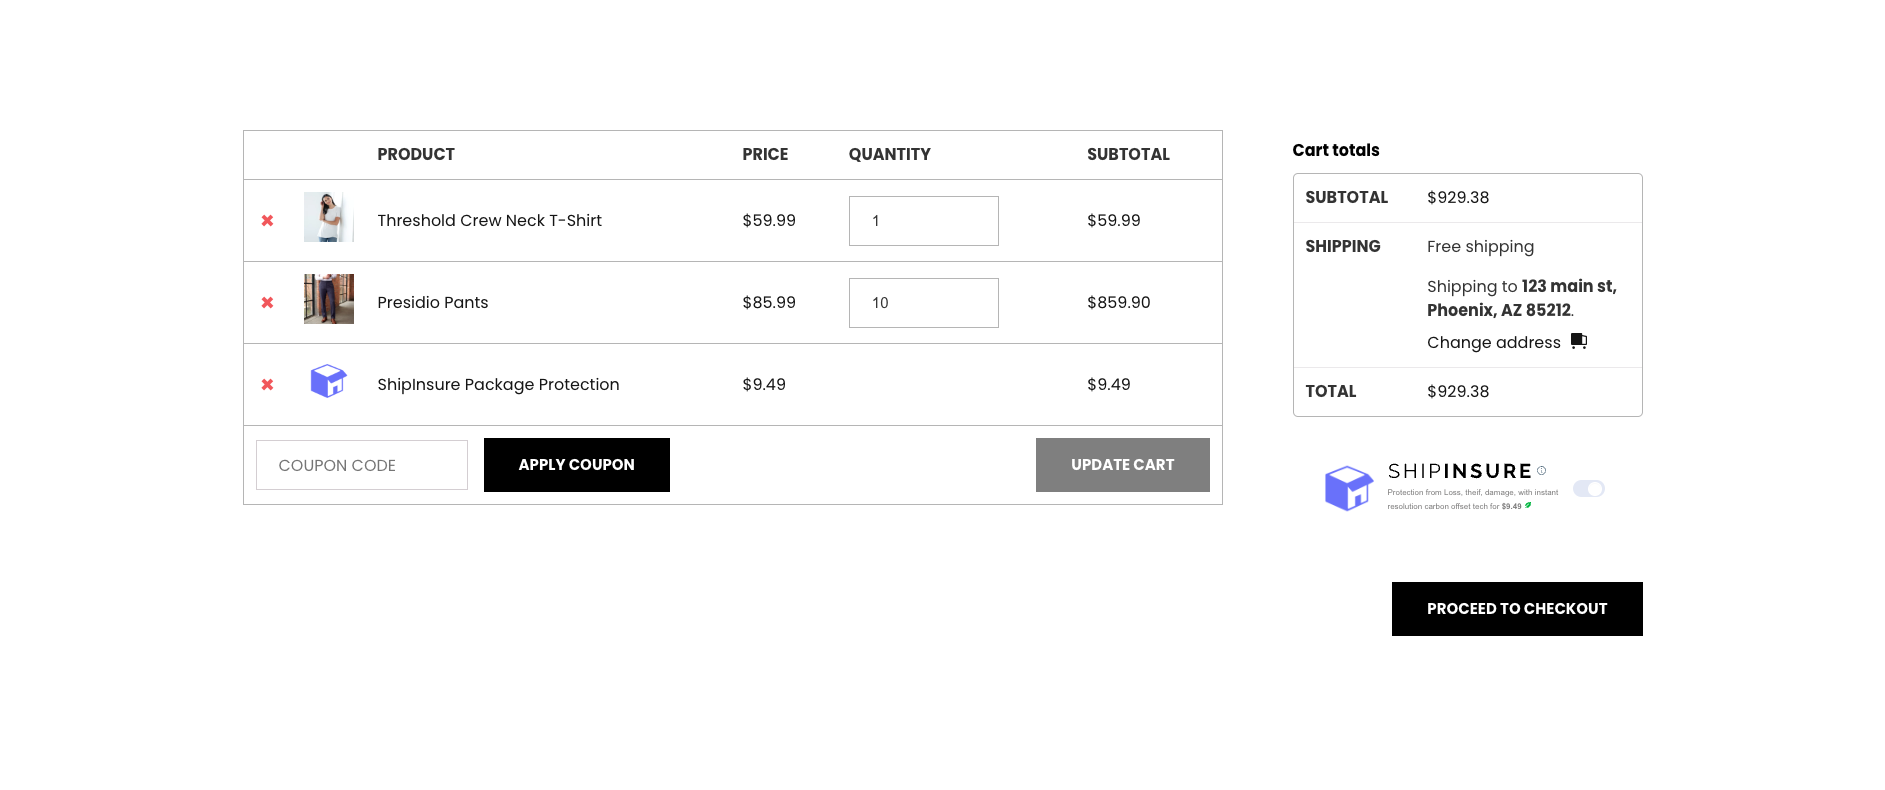 PRODUCT PRICE QUANTITY SUBTOTAL
Threshold Crew Neck T-Shirt $59.99 1 $59.99
Presidio Pants $85.99 10 $859.90
ShipInsure Package Protection $9.49 $9.49
COUPON CODE APPLY COUPON UPDATE CART
Cart totals
SUBTOTAL $929.38
SHIPPING Free shipping
Shipping to 123 main st,
Phoenix, AZ 85212.
Change address
TOTAL $929.38
SHIPINSURE
Protection from Loss, theif, damage, with instant
resolution carbon offset tech for $9.49
PROCEED TO CHECKOUT